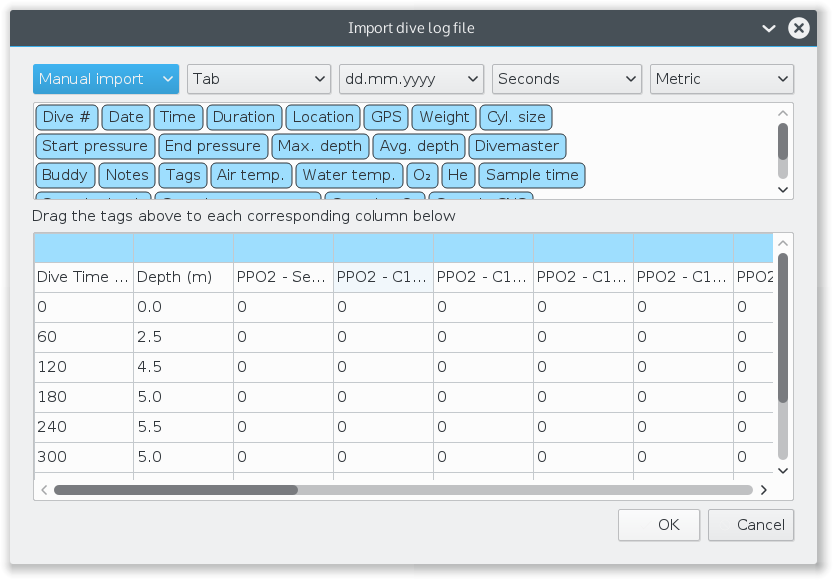 Import dive log file
Manual import Tab dd.mm.yyyy Seconds Metric
Dive # Date Time Duration Location GPS Weight Cyl. size
Start pressure End pressure Max. depth Avg. depth Divemaster
Buddy Notes Tags Air temp. Water temp. O₂ He Sample time
Drag the tags above to each corresponding column below
Dive Time ... Depth (m) PPO2 - Se... PPO2 - C1... PPO2 - C1... PPO2 - C1... PPO2 - C1... PPO2
0 0.0 0 0 0 0 0 0
60 2.5 0 0 0 0 0 0
120 4.5 0 0 0 0 0 0
180 5.0 0 0 0 0 0 0
240 5.5 0 0 0 0 0 0
300 5.0 0 0 0 0 0 0
OK Cancel